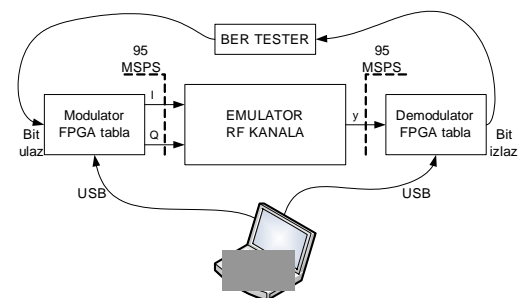 BER TESTER
95
MSPS
95
MSPS
I
Modulator
FPGA tabla
Q
EMULATOR
RF KANALA
y
Demodulator
FPGA tabla
Bit
ulaz
Bit
izlaz
USB
USB